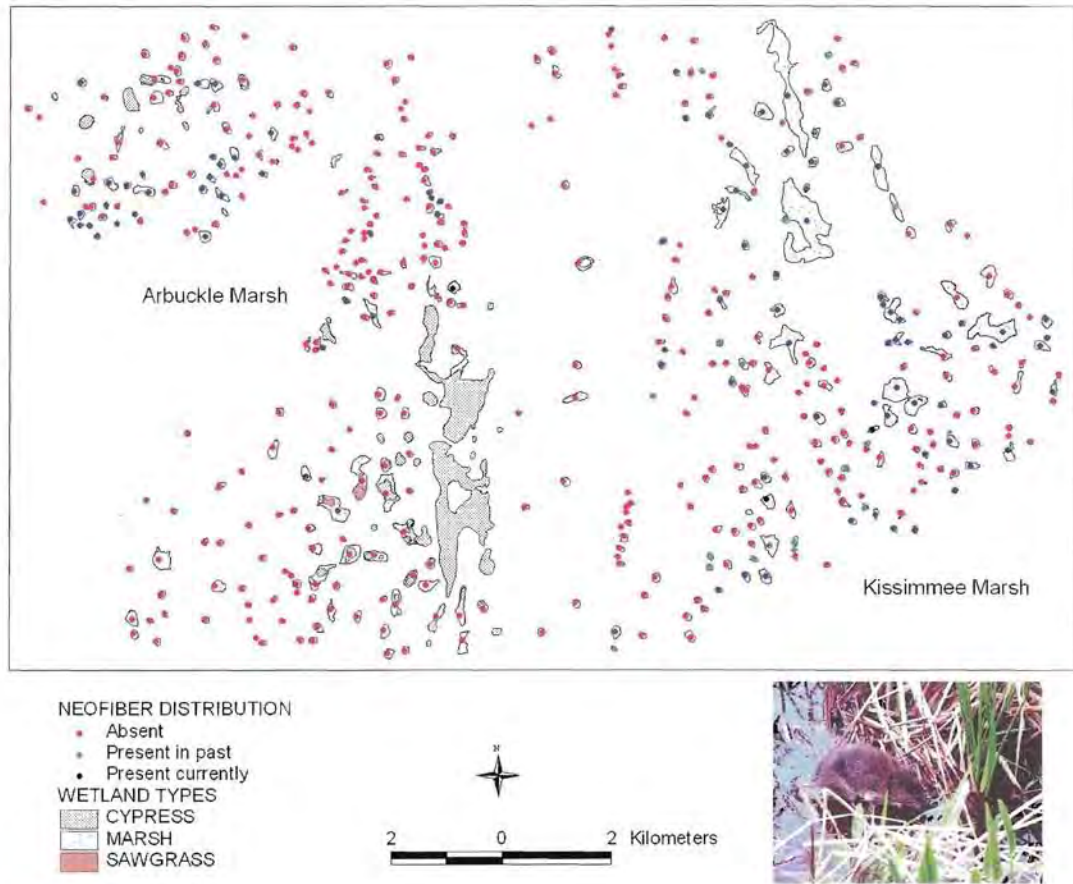 Arbuckle Marsh
Kissimmee Marsh
NEOFIBER DISTRIBUTION
Absent
Present in past
Present currently
WETLAND TYPES
CYPRESS
MARSH
SAWGRASS
N
2 0 2 Kilometers